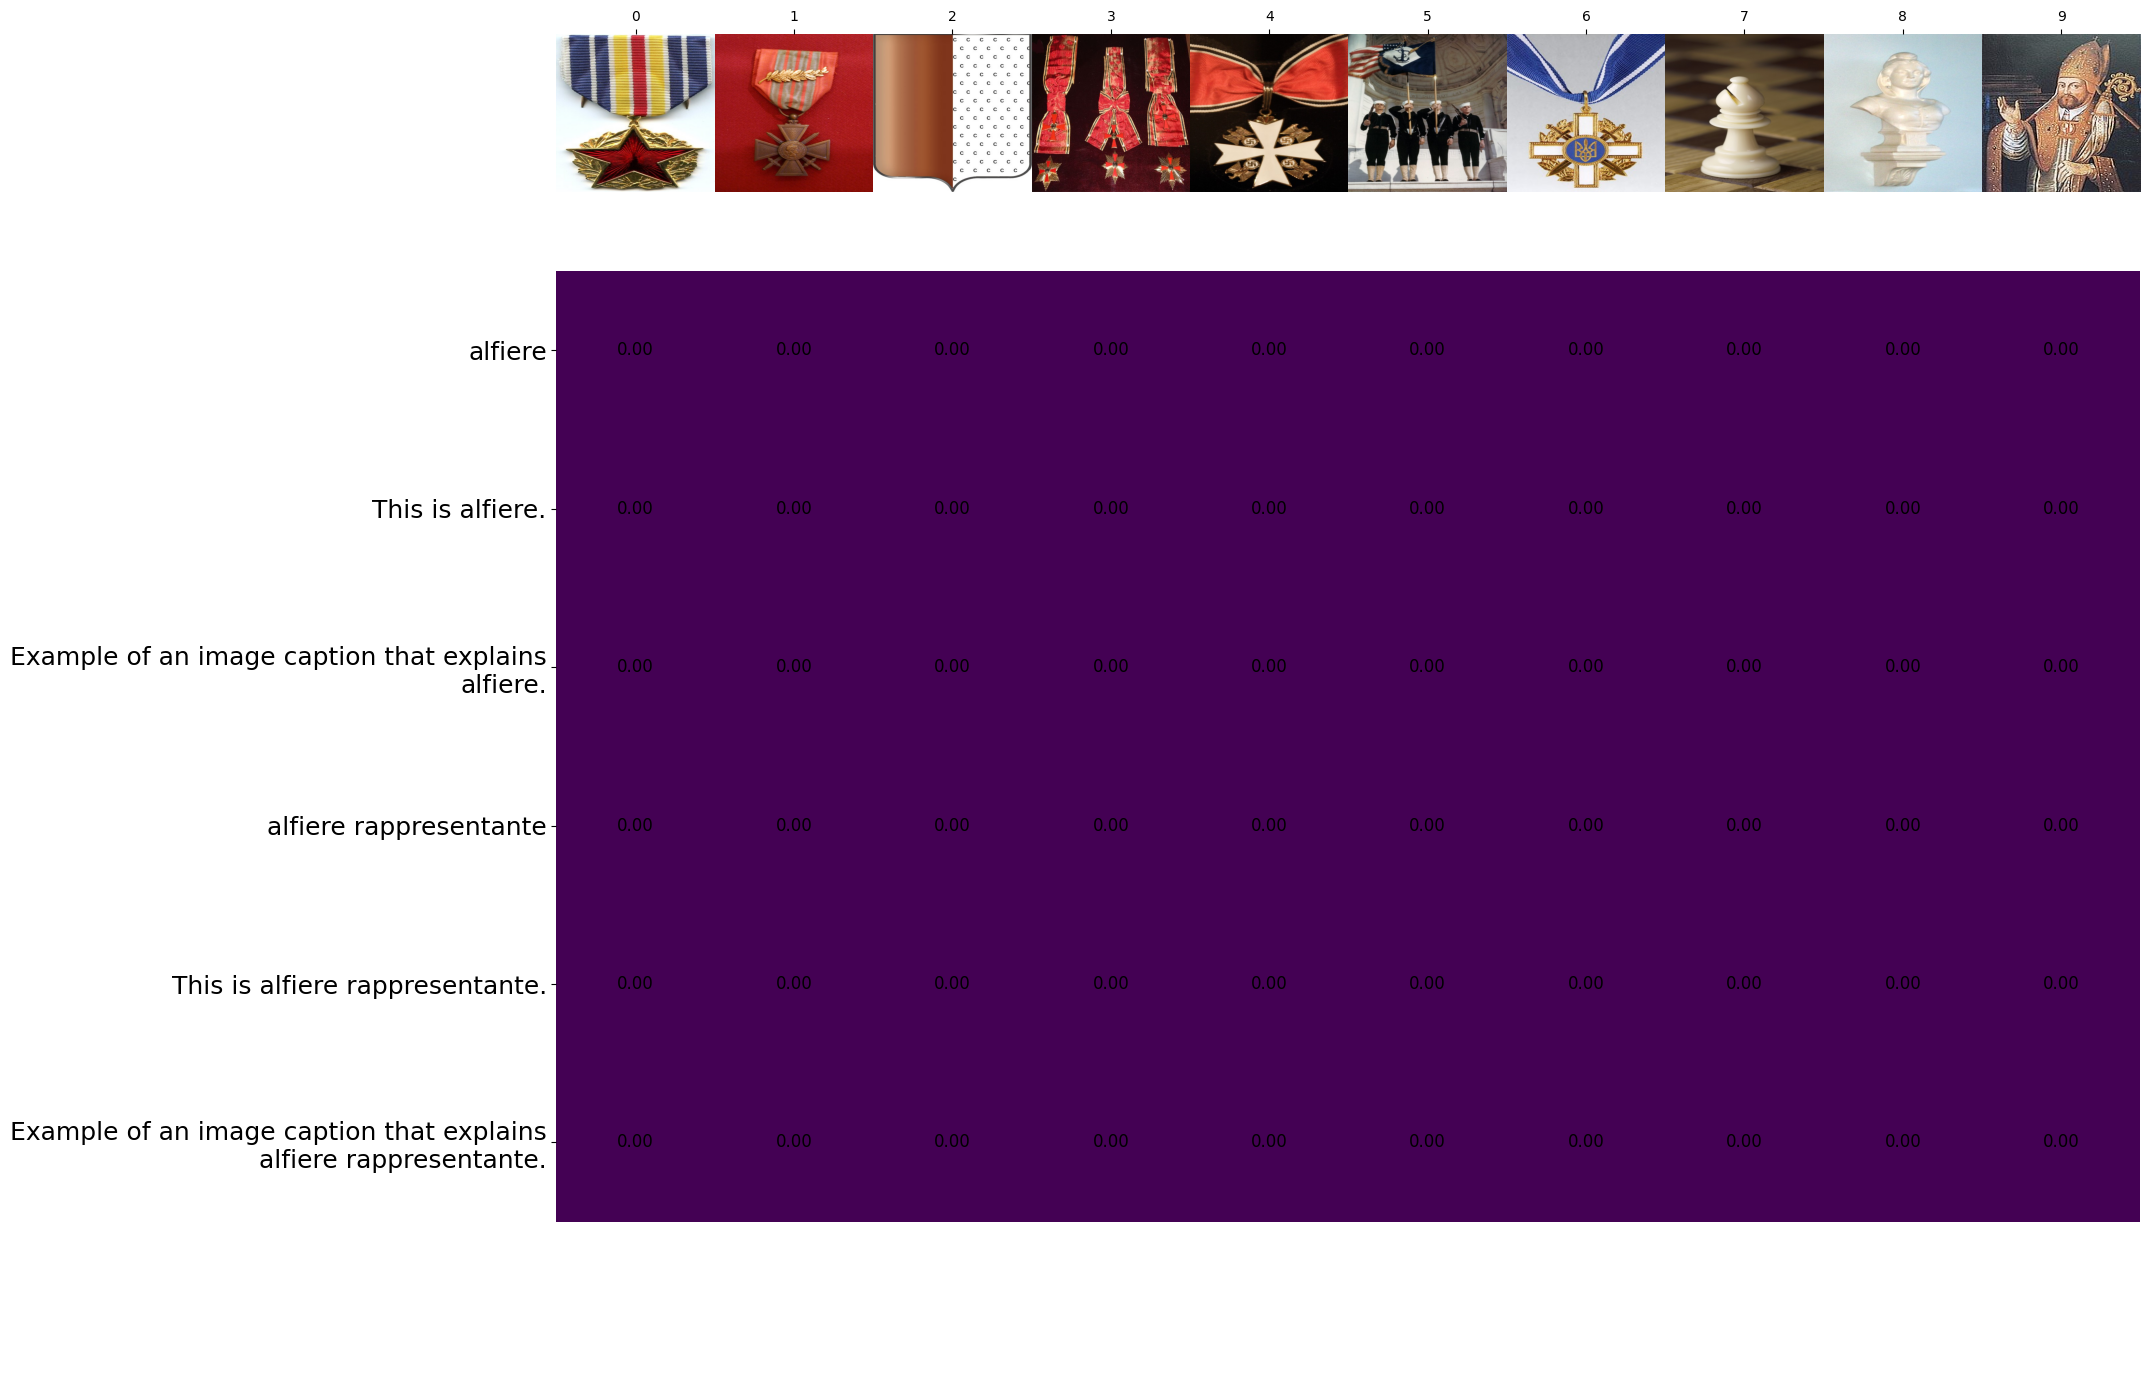 0 1 2 3 4 5 6 7 8 9
alfiere 0.00 0.00 0.00 0.00 0.00 0.00 0.00 0.00 0.00 0.00
This is alfiere. 0.00 0.00 0.00 0.00 0.00 0.00 0.00 0.00 0.00 0.00
Example of an image caption that explains
alfiere. 0.00 0.00 0.00 0.00 0.00 0.00 0.00 0.00 0.00 0.00
alfiere rappresentante 0.00 0.00 0.00 0.00 0.00 0.00 0.00 0.00 0.00 0.00
This is alfiere rappresentante. 0.00 0.00 0.00 0.00 0.00 0.00 0.00 0.00 0.00 0.00
Example of an image caption that explains
alfiere rappresentante. 0.00 0.00 0.00 0.00 0.00 0.00 0.00 0.00 0.00 0.00